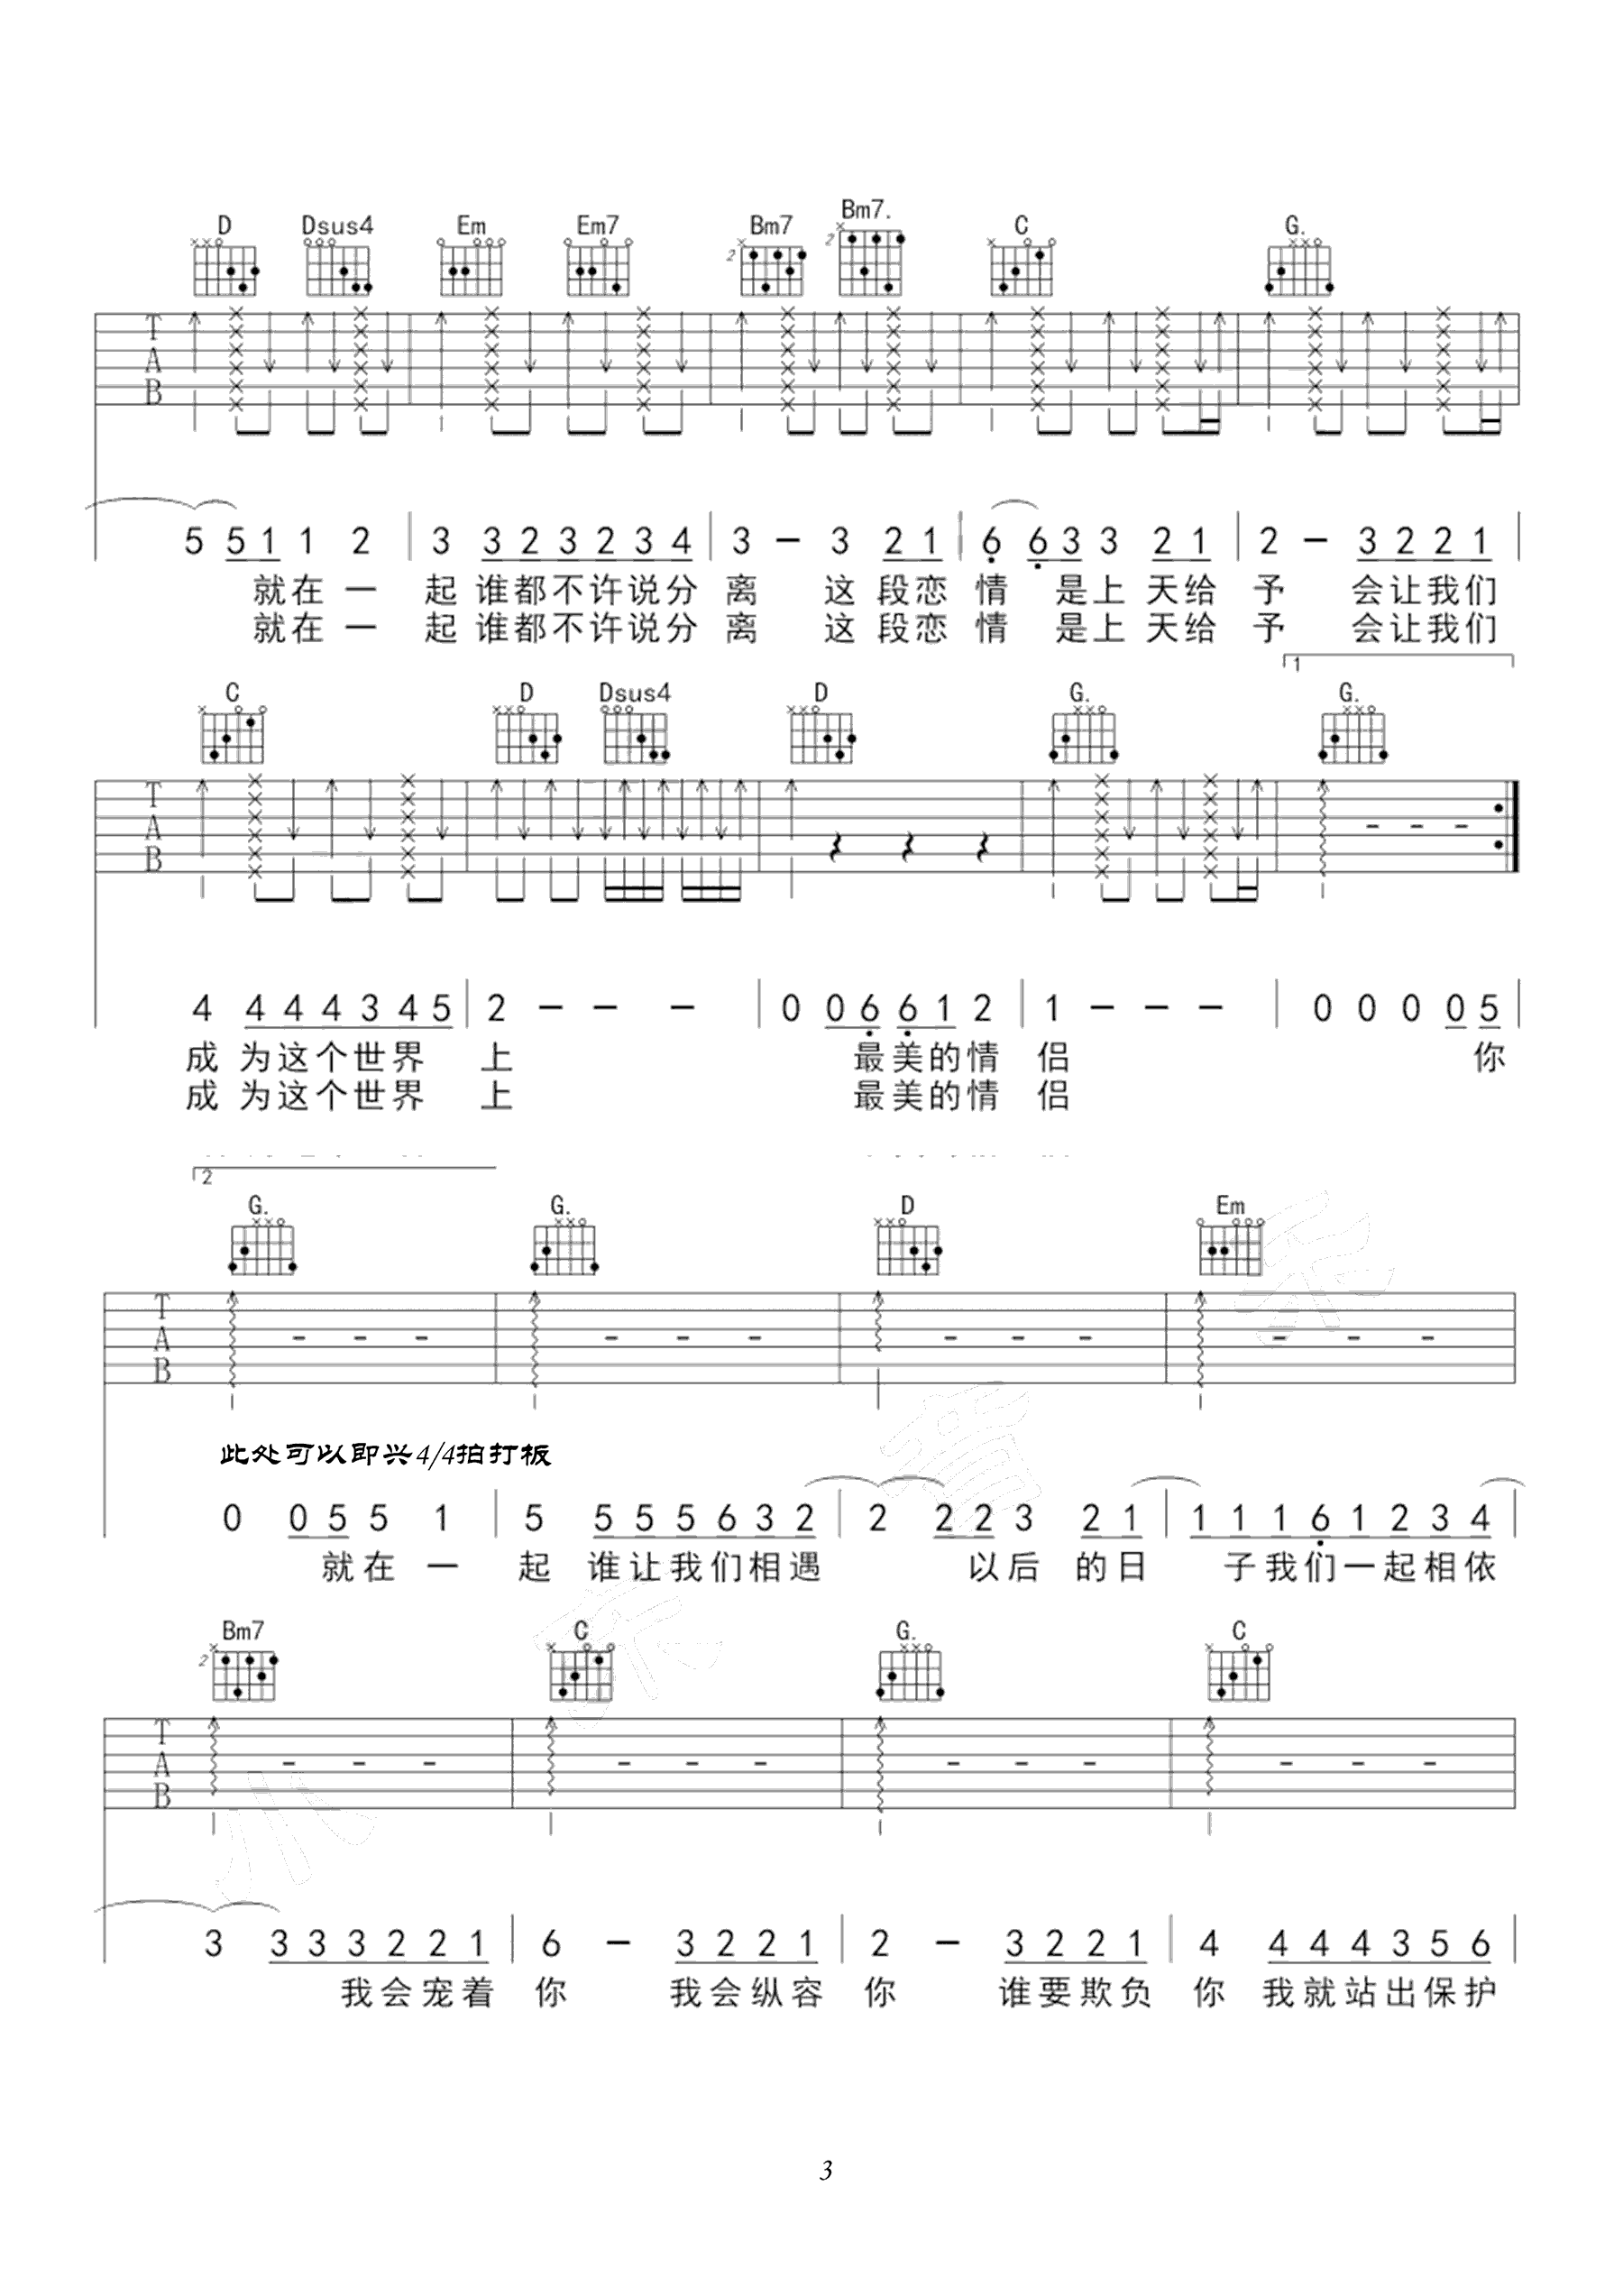 D Dsus4 Em Em7 Bm7 Bm7. C G.
2 2
T
A
B
5 5 1 1 2 | 3 3 2 3 2 3 4 | 3 - 3 2 1 | 6 6 3 3 2 1 | 2 - 3 2 2 1 |
就在一 起谁都不许说分 离 这段恋 情 是上天给 予 会让我们
就在一 起谁都不许说分 离 这段恋 情 是上天给 予 会让我们
1
C D Dsus4 D G. G.
T
A
B
4 4 4 4 3 4 5 | 2 - - - | 0 0 6 6 1 2 | 1 - - - | 0 0 0 0 5 |
成 为这个世界 上 最美的情 侣 你
成 为这个世界 上 最美的情 侣
2
G. G. D Em
T
A
B
此处可以即兴4/4拍打板
0 0 5 5 1 | 5 5 5 5 6 3 2 | 2 2 2 3 2 1 | 1 1 1 6 1 2 3 4 |
就在一 起 谁让我们相遇 以后 的日 子我们一起相依
Bm7 C G. C
2
T
A
B
3 3 3 3 2 2 1 | 6 - 3 2 2 1 | 2 - 3 2 2 1 | 4 4 4 4 3 5 6 |
我会宠着 你 我会纵容 你 谁要欺负 你 我就站出保护
小乐音乐
3